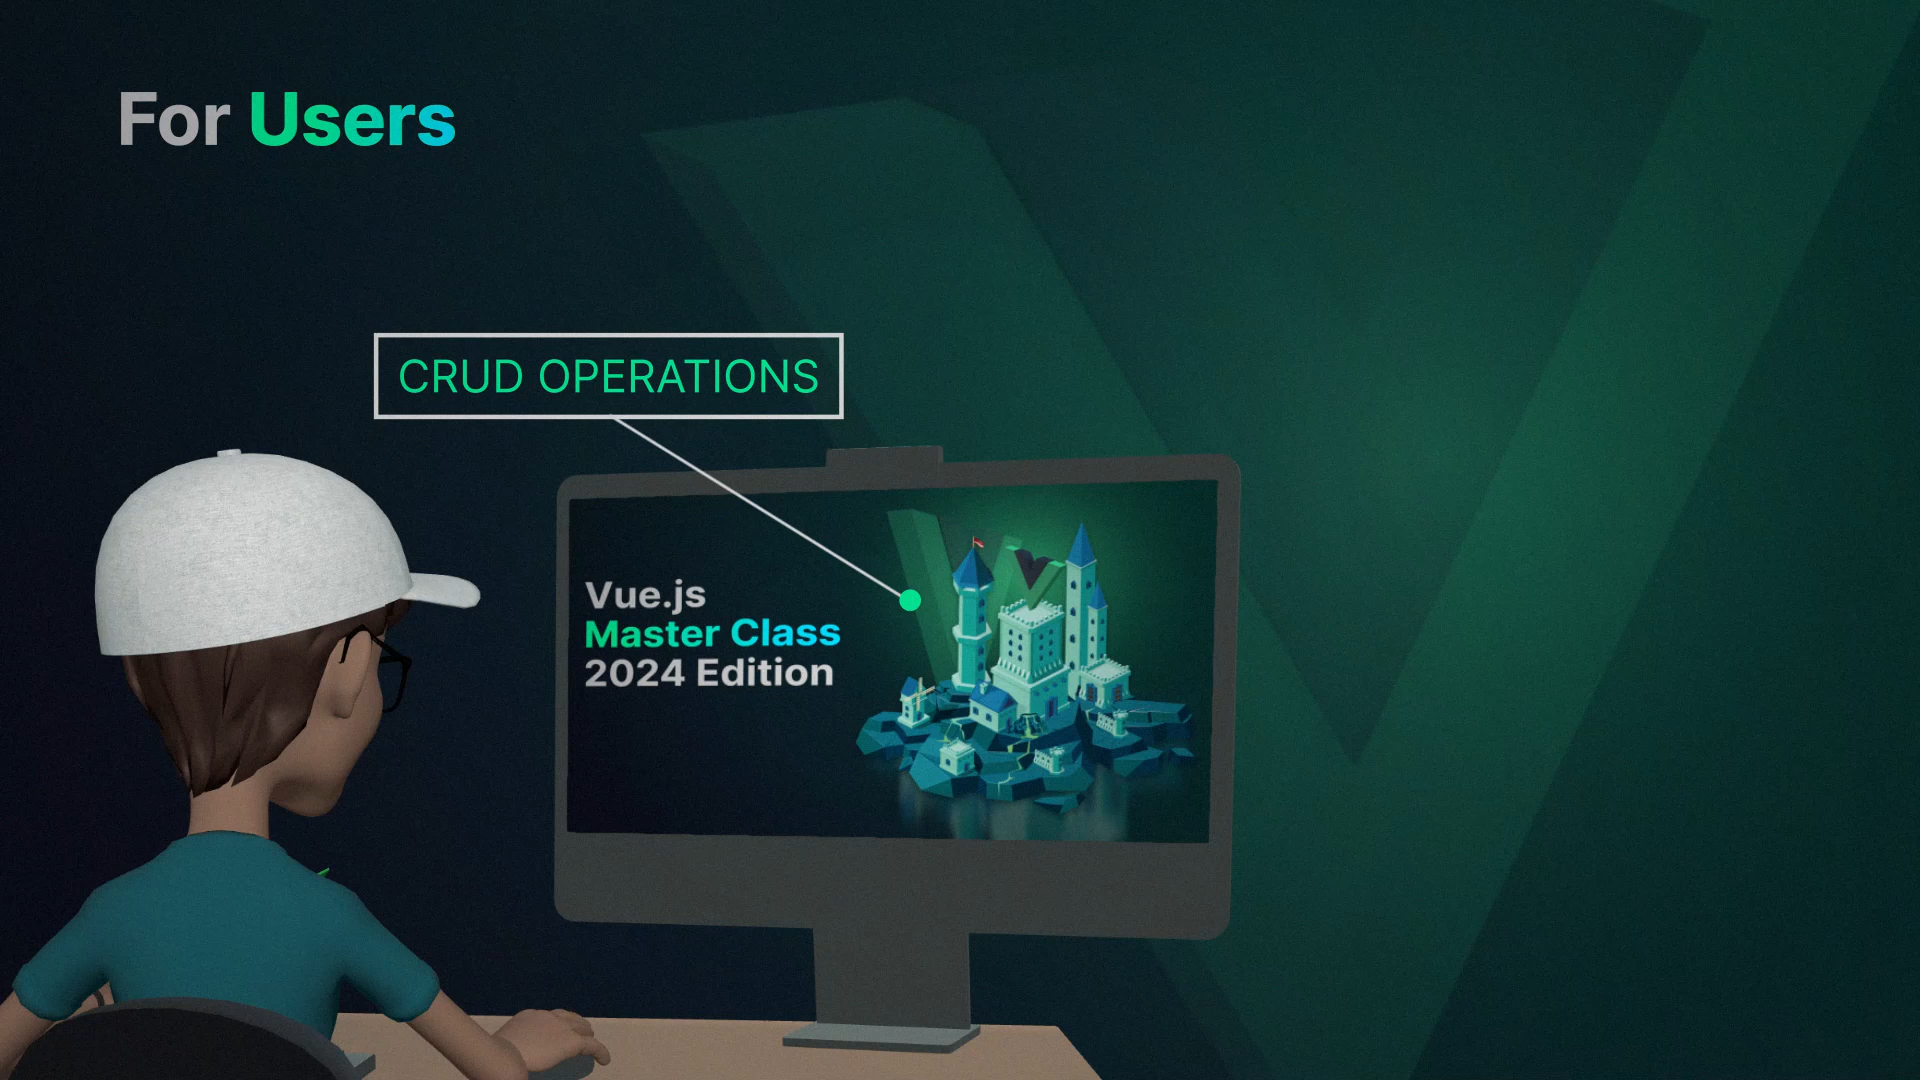 For Users
CRUD OPERATIONS
Vue.js
Master Class
2024 Edition